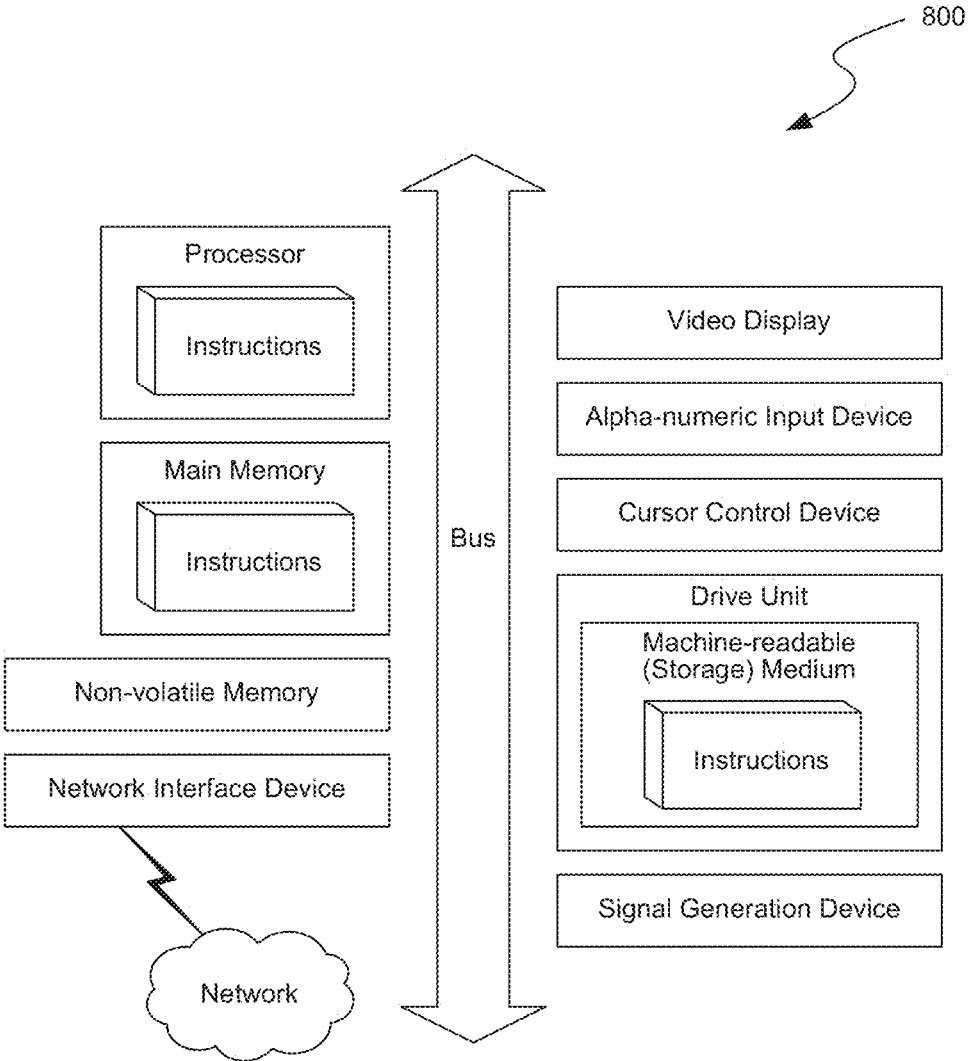 800
Processor
Instructions
Main Memory
Instructions
Non-volatile Memory
Network Interface Device
Network
Bus
Video Display
Alpha-numeric Input Device
Cursor Control Device
Drive Unit
Machine-readable
(Storage) Medium
Instructions
Signal Generation Device